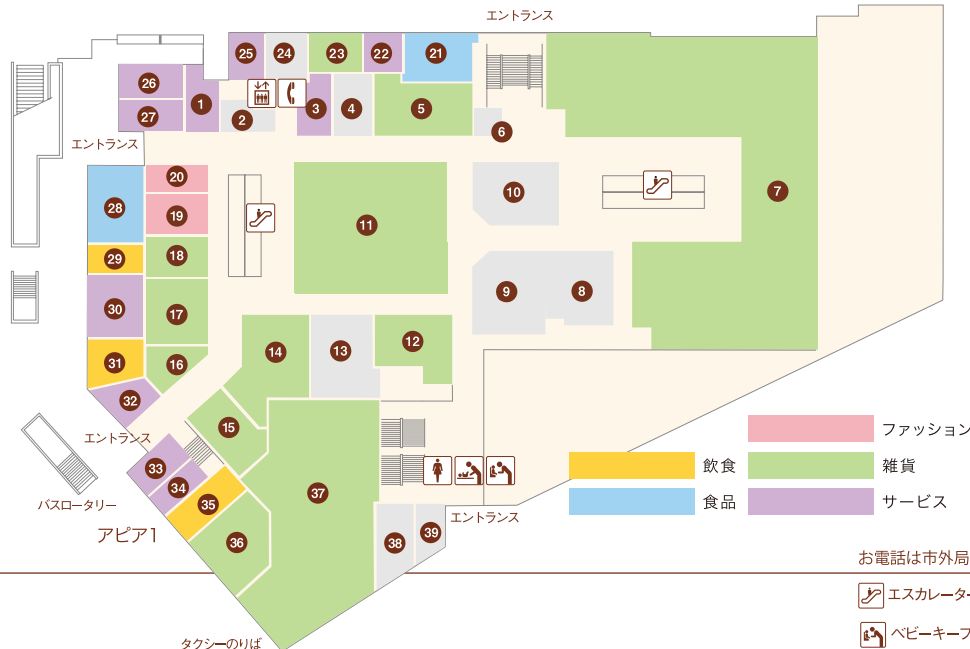 エントランス
25
24
23
22
21
26
27
1
2
3
4
5
6
7
エントランス
20
19
18
17
16
28
29
30
31
32
11
10
9
8
14
13
12
15
エントランス
33
34
35
36
37
38
39
バスロータリー
アピア1
エントランス
タクシーのりば
ファッション
飲食
雑貨
食品
サービス
お電話は市外局
エスカレーター
ベビーキープ